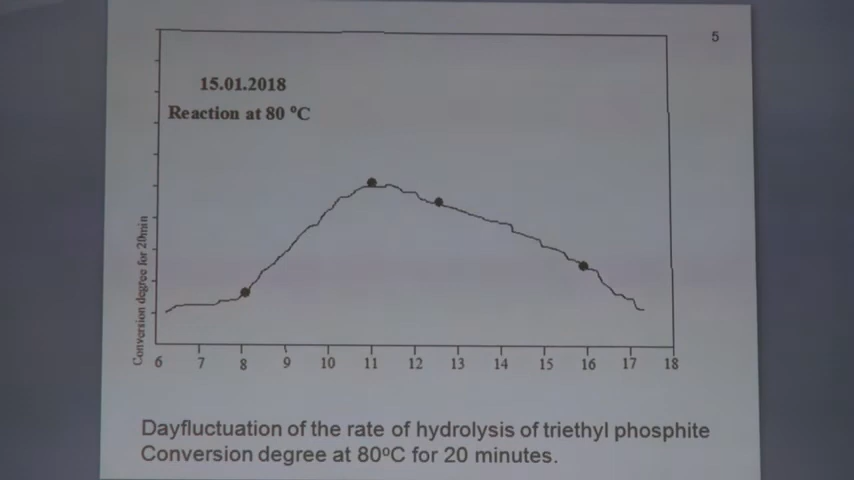 5
15.01.2018
Reaction at 80 °C
Conversion degree for 20min
6 7 8 9 10 11 12 13 14 15 16 17 18
Dayfluctuation of the rate of hydrolysis of triethyl phosphite
Conversion degree at 80ºC for 20 minutes.